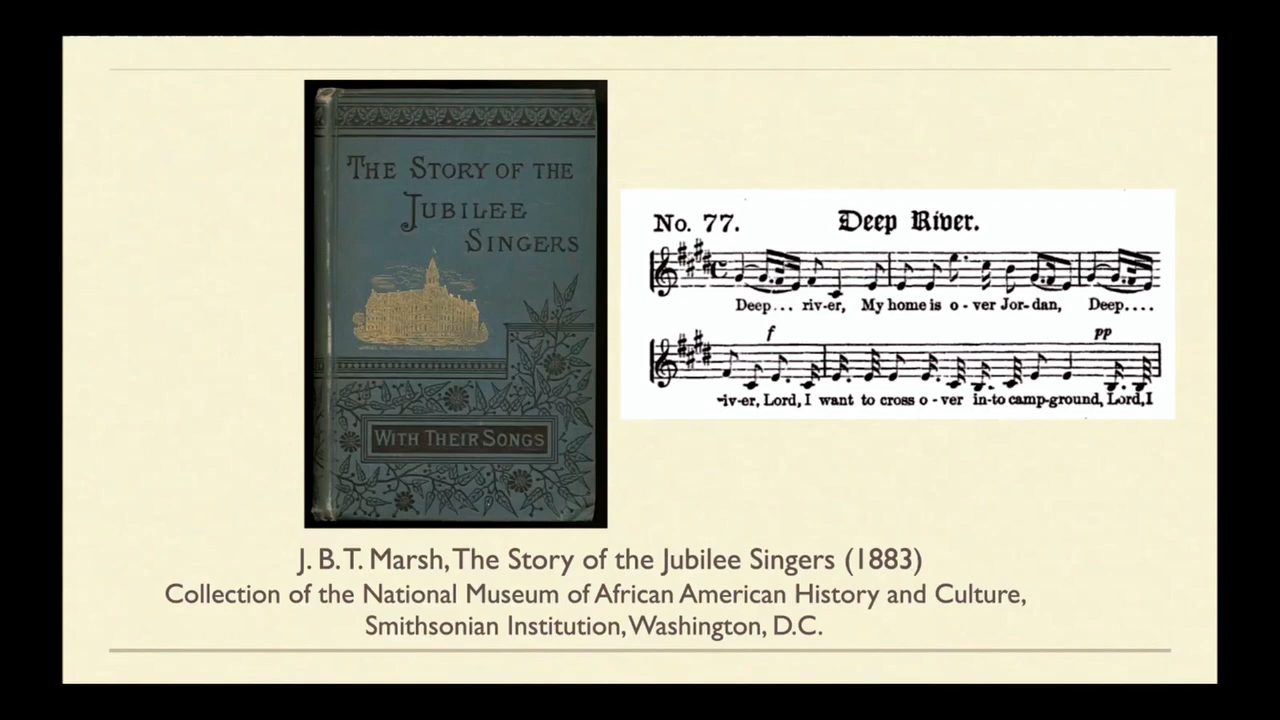 THE STORY OF THE
JUBILEE
SINGERS
WITH THEIR SONGS
No. 77. Deep River.
Deep... riv-er, My home is o - ver Jor-dan, Deep....
f pp
-iv-er, Lord, I want to cross o - ver in-to camp-ground, Lord, I
J. B. T. Marsh, The Story of the Jubilee Singers (1883)
Collection of the National Museum of African American History and Culture,
Smithsonian Institution, Washington, D.C.